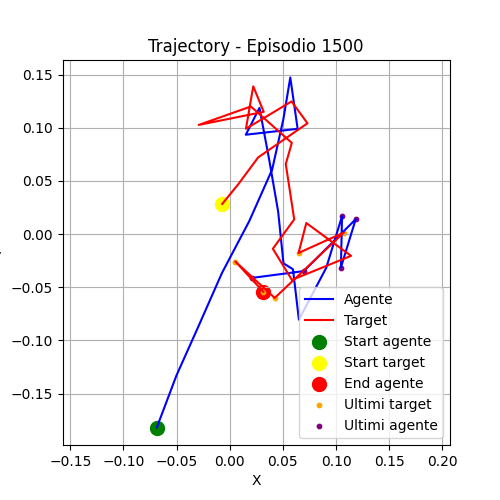 Trajectory - Episodio 1500
0.15
0.10
0.05
0.00
−0.05
−0.10
−0.15
−0.15
−0.10
−0.05
0.00
0.05
0.10
0.15
0.20
X
Agente
Target
Start agente
Start target
End agente
Ultimi target
Ultimi agente